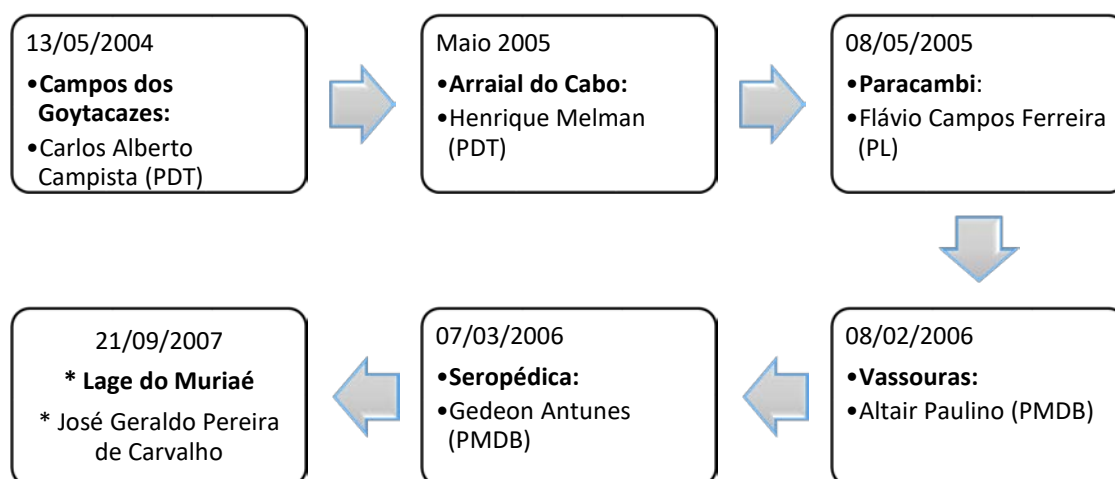 13/05/2004
•Campos dos
Goytacazes:
•Carlos Alberto
Campista (PDT)
Maio 2005
•Arraial do Cabo:
•Henrique Melman
(PDT)
08/05/2005
•Paracambi:
•Flávio Campos Ferreira
(PL)
08/02/2006
•Vassouras:
•Altair Paulino (PMDB)
07/03/2006
•Seropédica:
•Gedeon Antunes
(PMDB)
21/09/2007
* Lage do Muriaé
* José Geraldo Pereira
de Carvalho